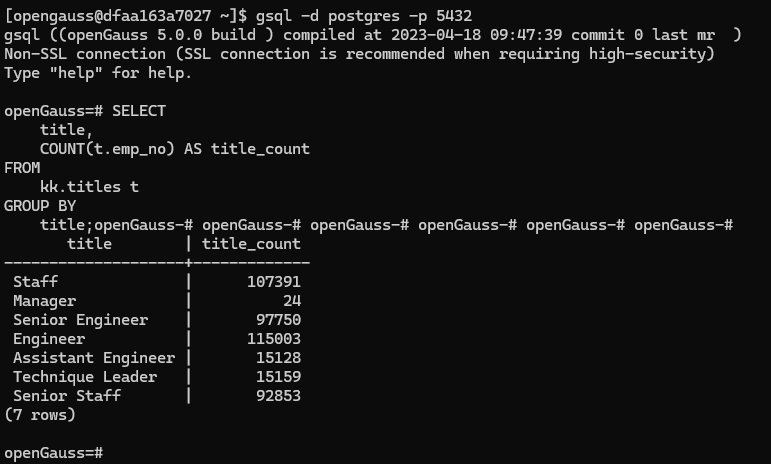 [opengauss@dfaa163a7027 ~]$ gsql -d postgres -p 5432
gsql ((openGauss 5.0.0 build ) compiled at 2023-04-18 09:47:39 commit 0 last mr  )
Non-SSL connection (SSL connection is recommended when requiring high-security)
Type "help" for help.

openGauss=# SELECT
    title,
    COUNT(t.emp_no) AS title_count
FROM
    kk.titles t
GROUP BY
    title;openGauss-# openGauss-# openGauss-# openGauss-# openGauss-# openGauss-#
       title        | title_count
--------------------+-------------
 Staff              |      107391
 Manager            |          24
 Senior Engineer    |       97750
 Engineer           |      115003
 Assistant Engineer |       15128
 Technique Leader   |       15159
 Senior Staff       |       92853
(7 rows)

openGauss=#